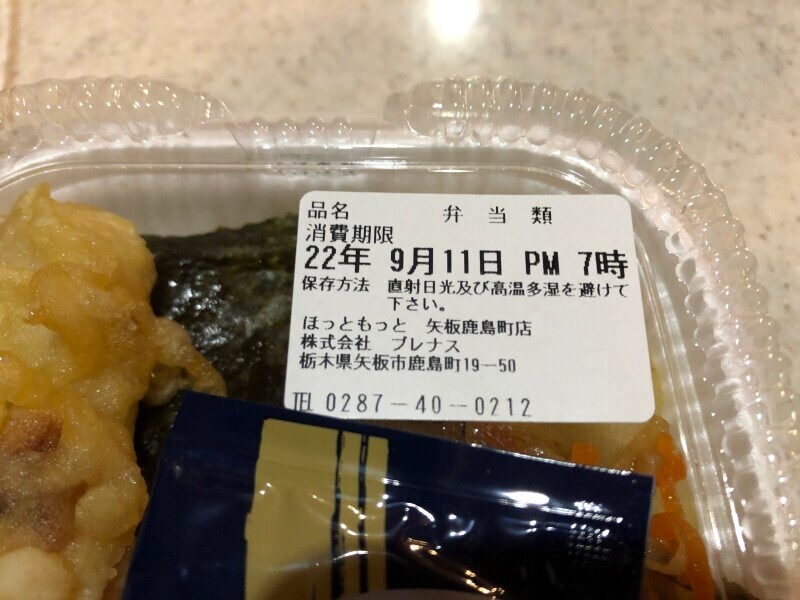 品名 弁当類
消費期限
22年 9月11日 PM 7時
保存方法 直射日光及び高温多湿を避けて
下さい。
ほっともっと 矢板鹿島町店
株式会社 プレナス
栃木県矢板市鹿島町19-50
TEL 0287-40-0212